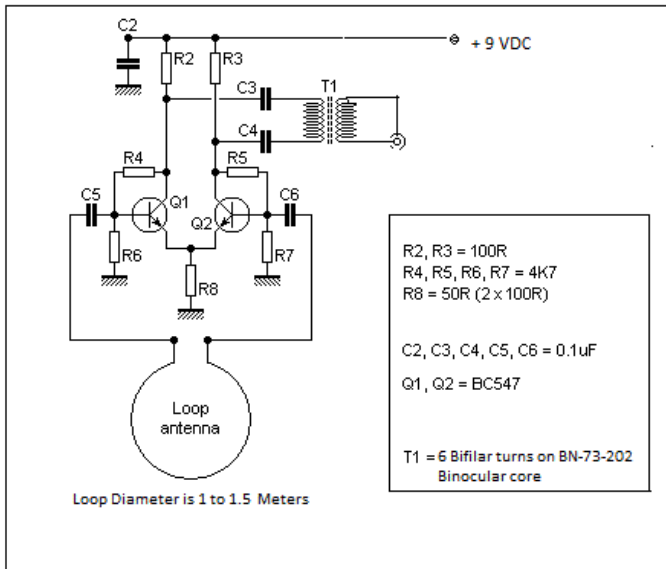 C2
+ 9 VDC
R2
R3
C3
T1
C4
R4
R5
C5
Q1
Q2
C6
R6
R7
R8
Loop
antenna
Loop Diameter is 1 to 1.5 Meters
R2, R3 = 100R
R4, R5, R6, R7 = 4K7
R8 = 50R (2 x 100R)
C2, C3, C4, C5, C6 = 0.1uF
Q1, Q2 = BC547
T1 = 6 Bifilar turns on BN-73-202
Binocular core